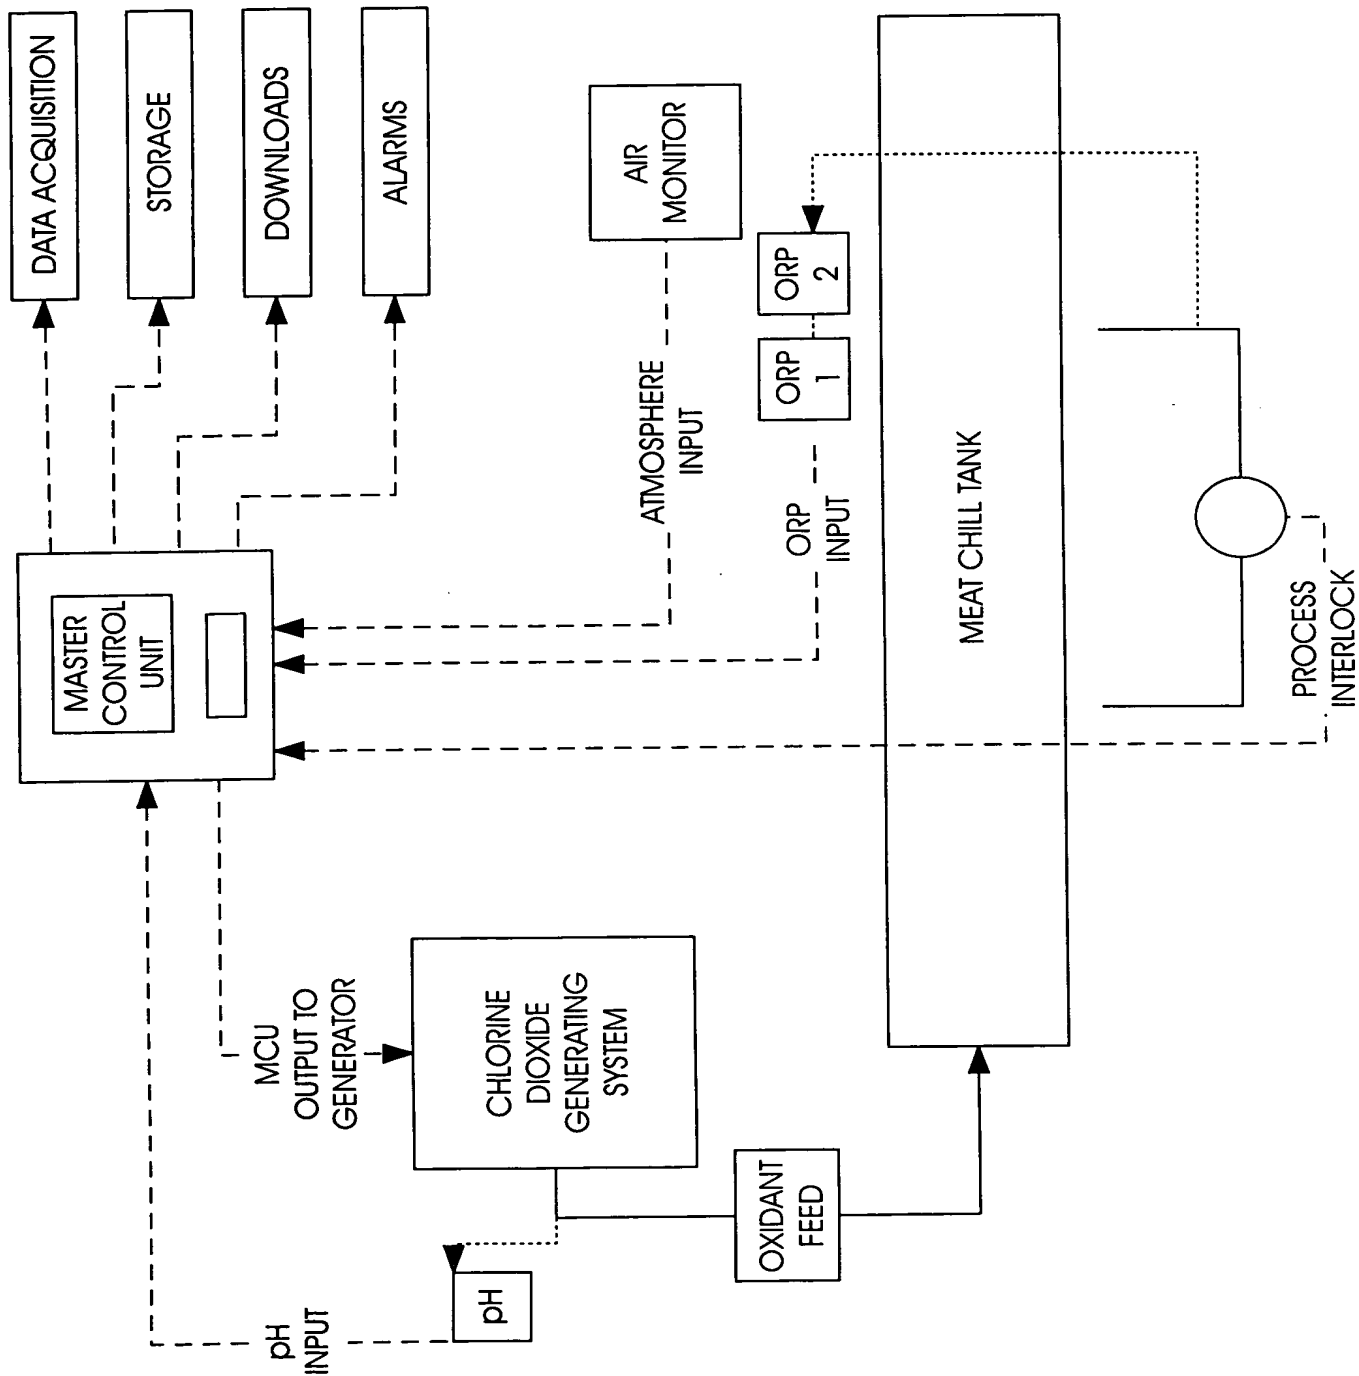 DATA ACQUISITION
STORAGE
DOWNLOADS
ALARMS
MASTER
CONTROL
UNIT
AIR
MONITOR
ATMOSPHERE
INPUT
ORP
2
ORP
1
ORP
INPUT
MEAT CHILL TANK
PROCESS
INTERLOCK
MCU
OUTPUT TO
GENERATOR
CHLORINE
DIOXIDE
GENERATING
SYSTEM
OXIDANT
FEED
pH
pH
INPUT